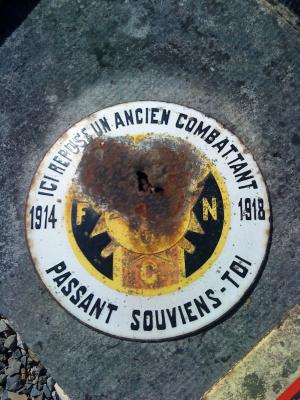 ICI REPOSE UN ANCIEN COMBATTANT
1914 F N 1918
C
PASSANT SOUVIENS-TOI